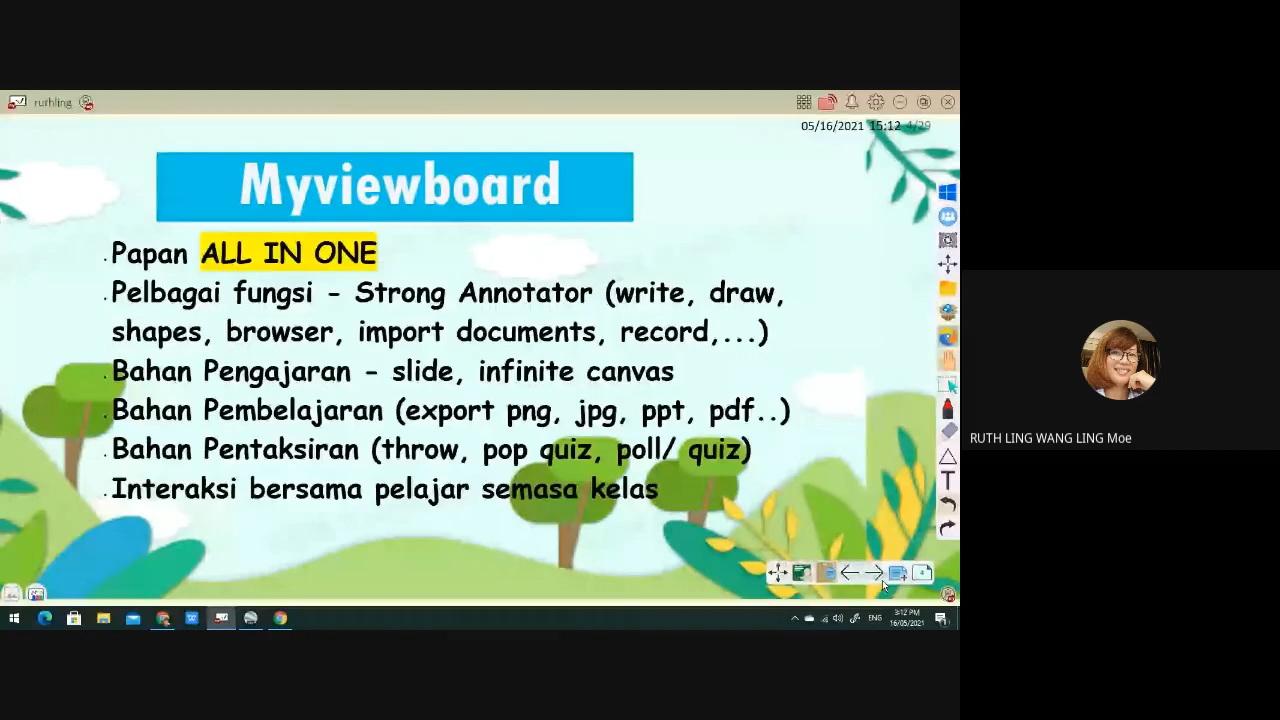 ruthling
05/16/2021 15:12 4/29
Myviewboard
Papan ALL IN ONE
Pelbagai fungsi - Strong Annotator (write, draw,
shapes, browser, import documents, record,...)
Bahan Pengajaran - slide, infinite canvas
Bahan Pembelajaran (export png, jpg, ppt, pdf..)
Bahan Pentaksiran (throw, pop quiz, poll/ quiz)
Interaksi bersama pelajar semasa kelas
RUTH LING WANG LING Moe
T
4
ENG
3:12 PM
16/05/2021